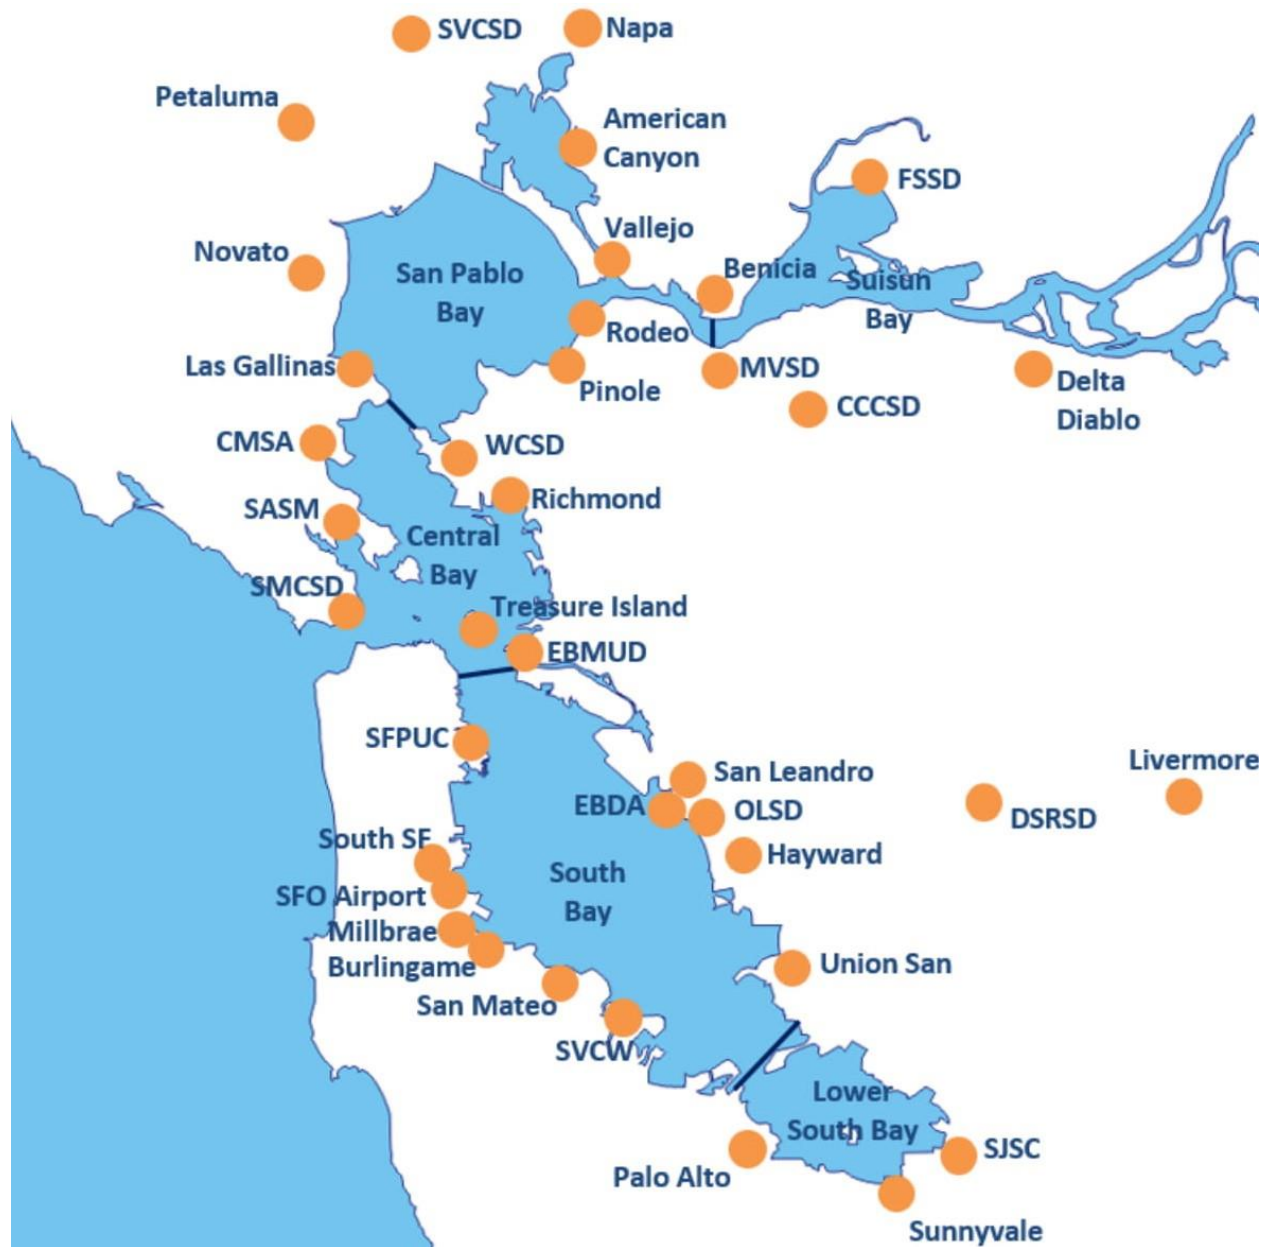 SVCSD
Napa
Petaluma
American
Canyon
FSSD
Vallejo
Novato
Benicia
San Pablo
Bay
Suisun
Bay
Rodeo
Las Gallinas
MVSD
Pinole
Delta
Diablo
CCCSD
CMSA
WCSD
Richmond
SASM
Central
Bay
SMCSD
Treasure Island
EBMUD
SFPUC
San Leandro
Livermore
EBDA
OLSD
DSRSD
South SF
Hayward
South
Bay
SFO Airport
Millbrae
Burlingame
Union San
San Mateo
SVCW
Lower
South Bay
SJSC
Palo Alto
Sunnyvale